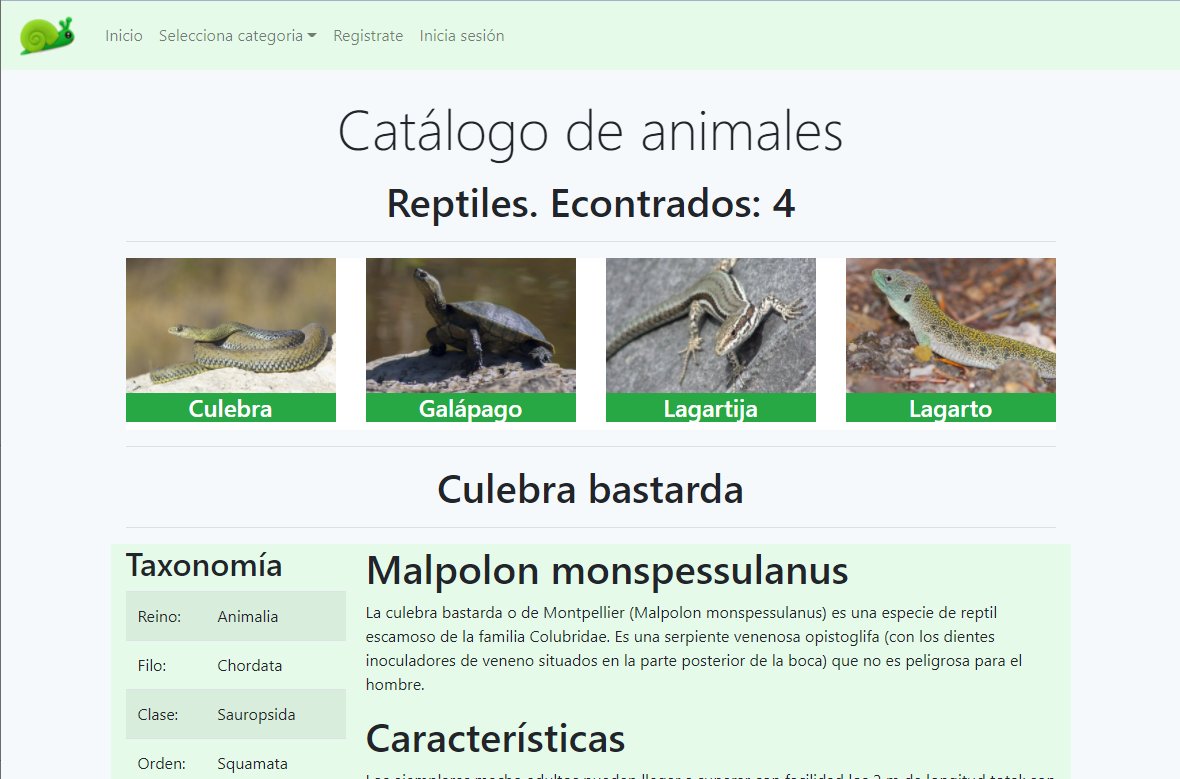 Inicio Selecciona categoria Registrate Inicia sesión
Catálogo de animales
Reptiles. Econtrados: 4
Culebra Galápago Lagartija Lagarto
Culebra bastarda
Taxonomía
Reino: Animalia
Filo: Chordata
Clase: Sauropsida
Orden: Squamata
Malpolon monspessulanus
La culebra bastarda o de Montpellier (Malpolon monspessulanus) es una especie de reptil
escamoso de la familia Colubridae. Es una serpiente venenosa opistoglifa (con los dientes
inoculadores de veneno situados en la parte posterior de la boca) que no es peligrosa para el
hombre.
Características